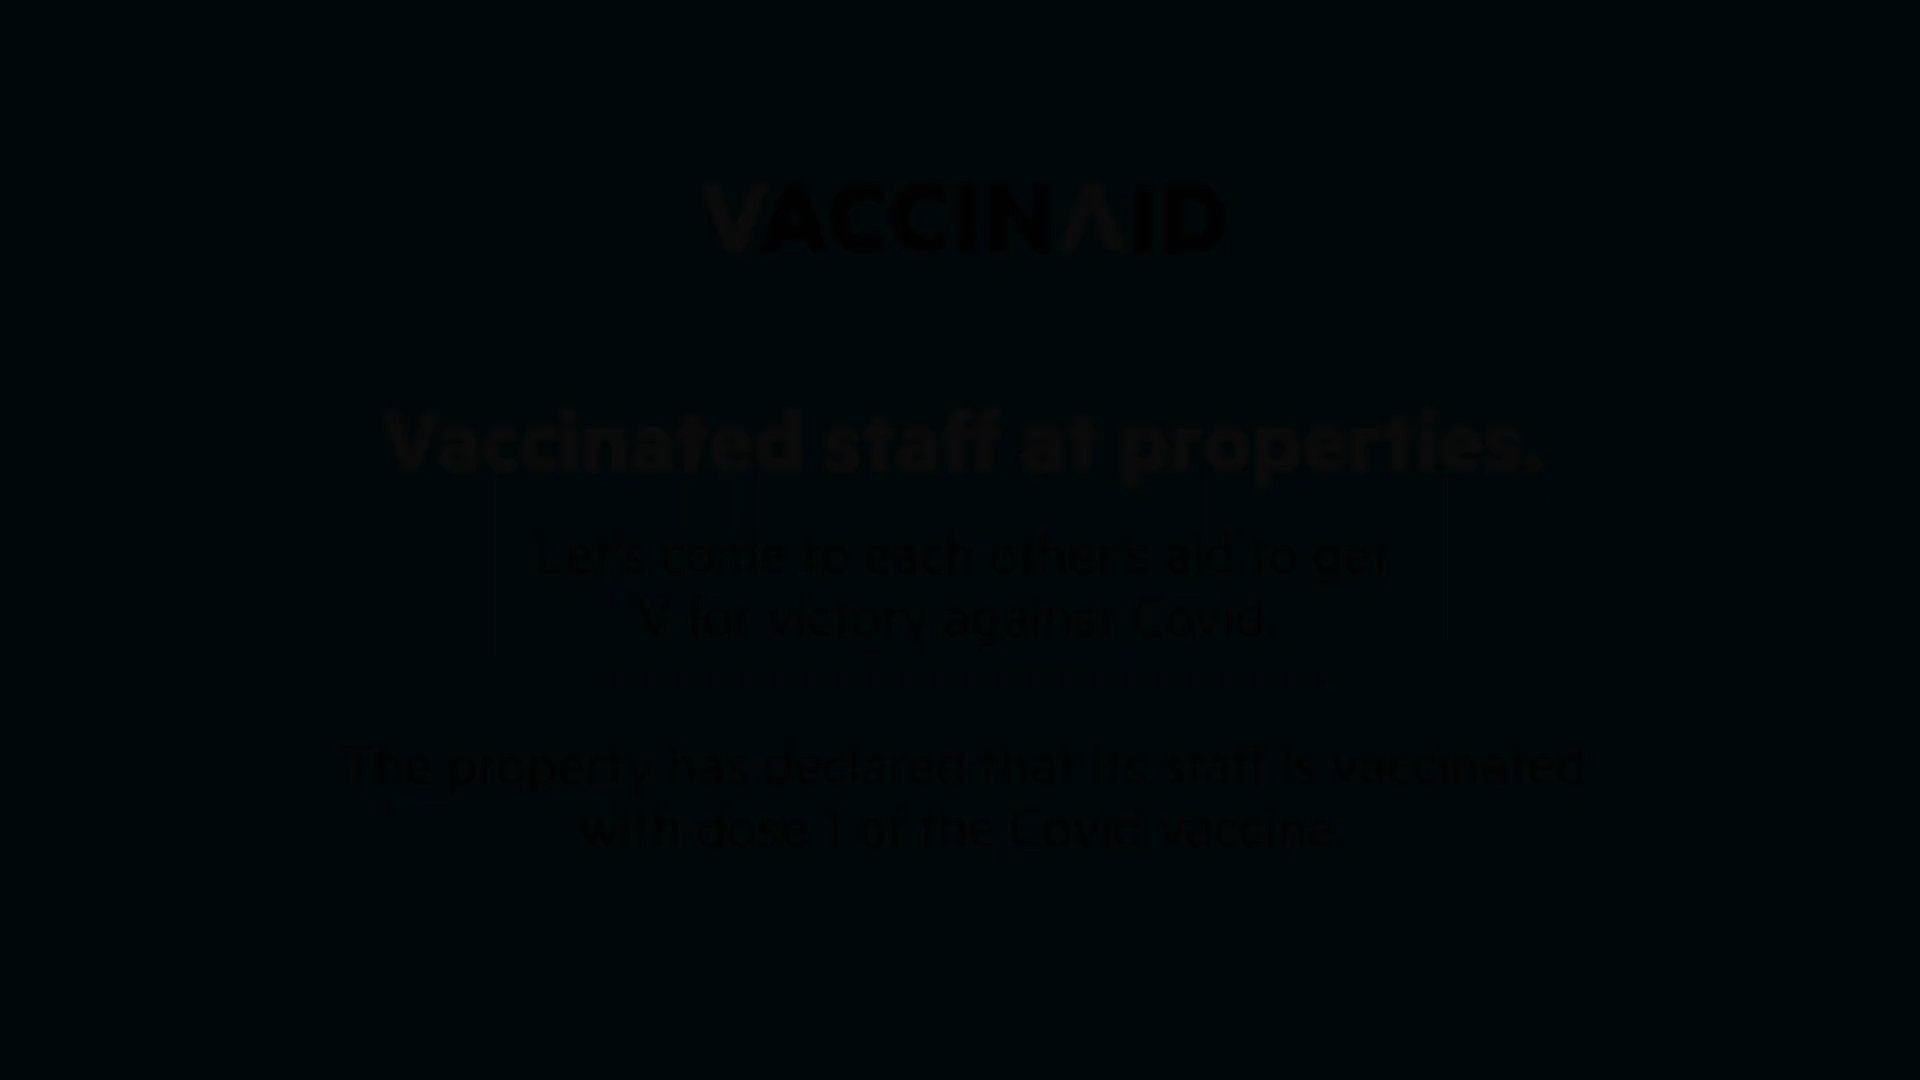 VACCINAID
Vaccinated staff at properties.
Let's come to each other's aid to get
V for victory against Covid.
The property has declared that its staff is vaccinated
with dose 1 of the Covid vaccine.